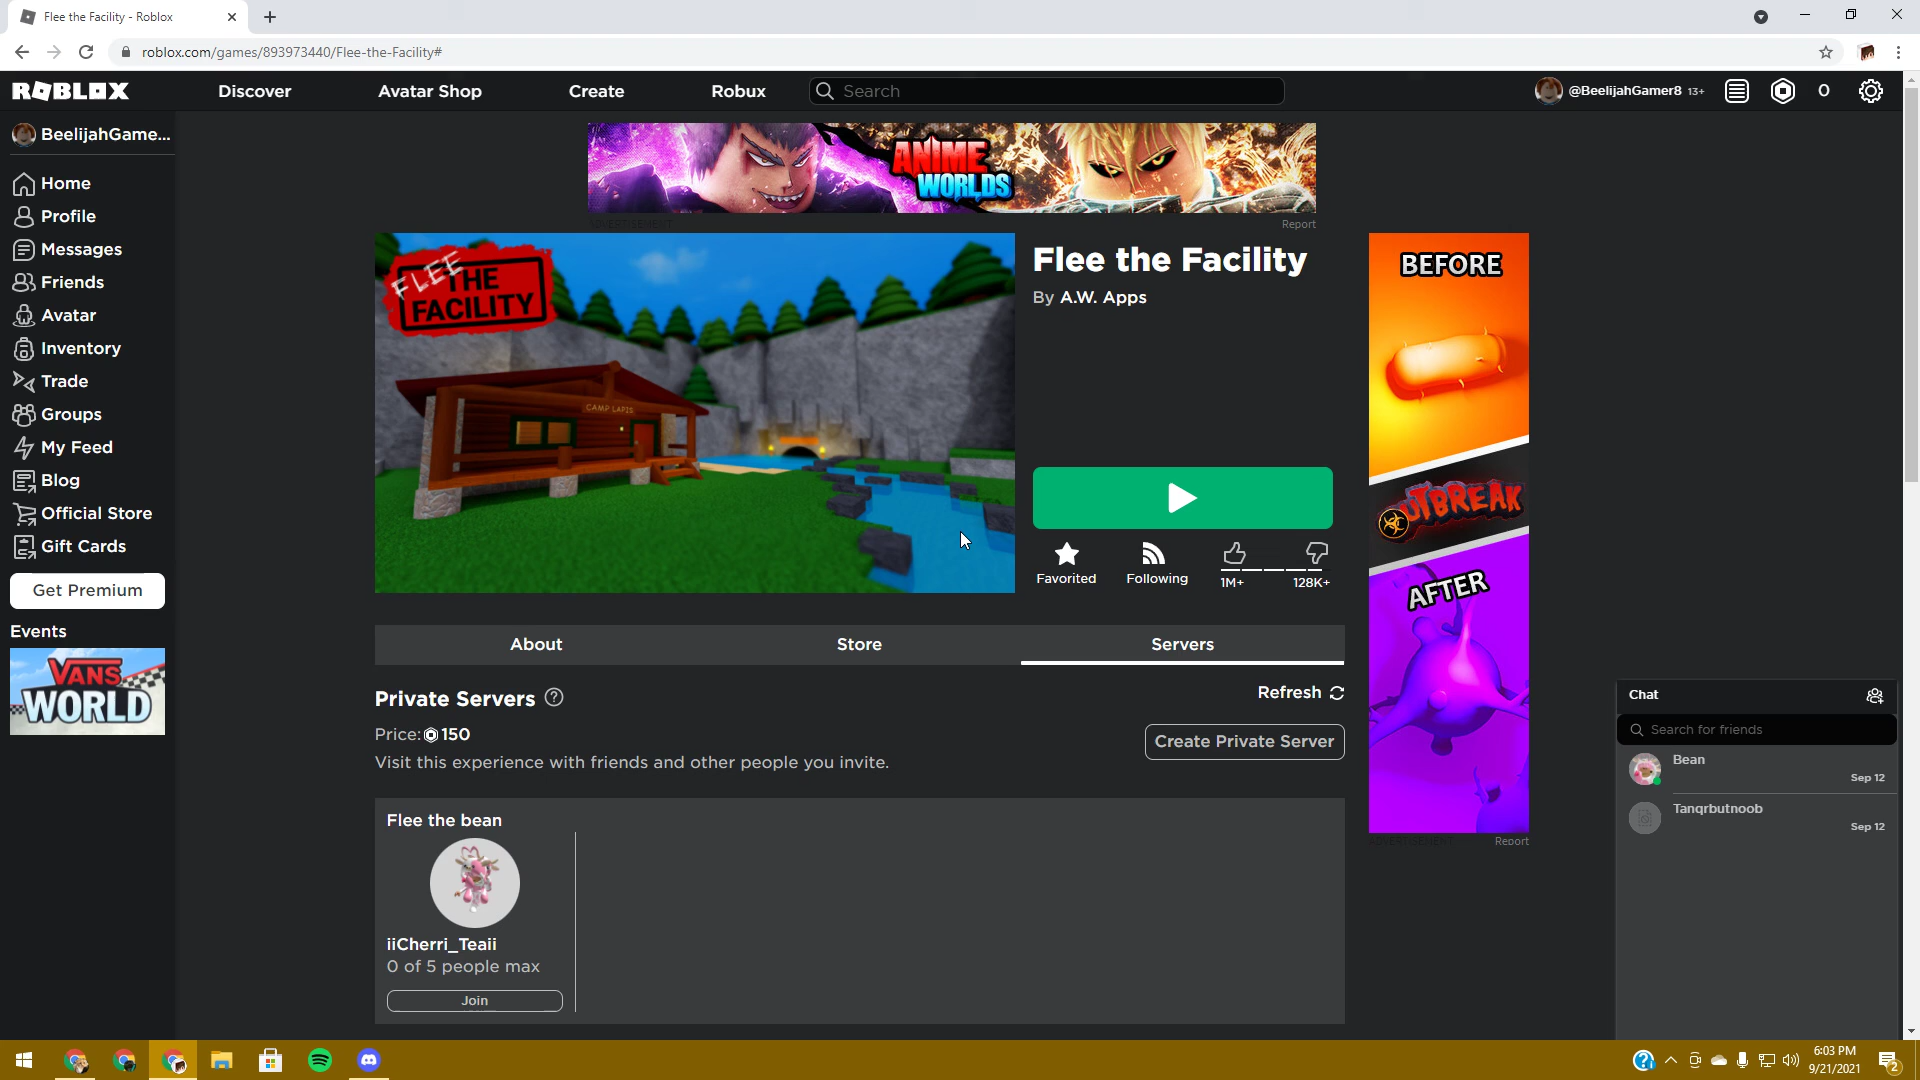 Flee the Facility - Roblox
roblox.com/games/893973440/Flee-the-Facility#
ROBLOX
Discover
Avatar Shop
Create
Robux
Search
@BeelijahGamer8 13+
0
BeelijahGame...
Home
Profile
Messages
Friends
Avatar
Inventory
Trade
Groups
My Feed
Blog
Official Store
Gift Cards
Get Premium
Events
VANS
WORLD
ANIME
WORLDS
ADVERTISEMENT
Report
FLEE
THE
FACILITY
CAMP LAPIS
Flee the Facility
By A.W. Apps
Favorited
Following
1M+
128K+
About
Store
Servers
Private Servers
Refresh
Price: 150
Create Private Server
Visit this experience with friends and other people you invite.
Flee the bean
iiCherri_Teaii
0 of 5 people max
Join
BEFORE
OUTBREAK
AFTER
ADVERTISEMENT
Report
Chat
Search for friends
Bean
Sep 12
Tanqrbutnoob
Sep 12
6:03 PM
9/21/2021
2